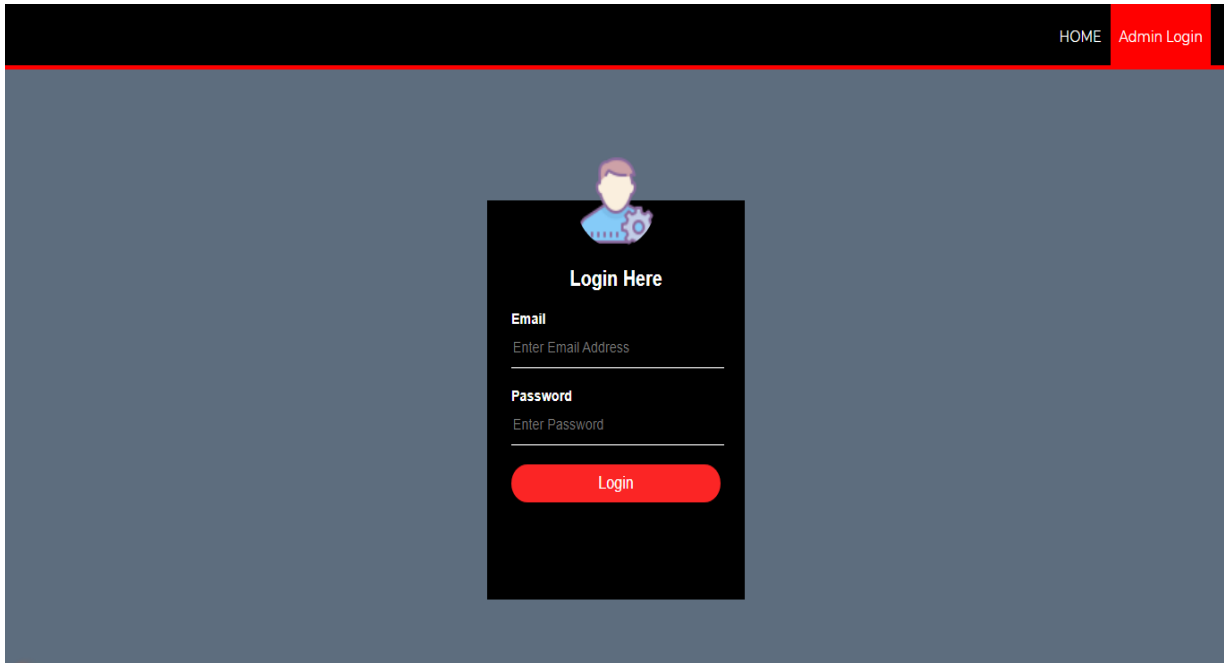 HOME Admin Login
Login Here
Email
Enter Email Address
Password
Enter Password
Login